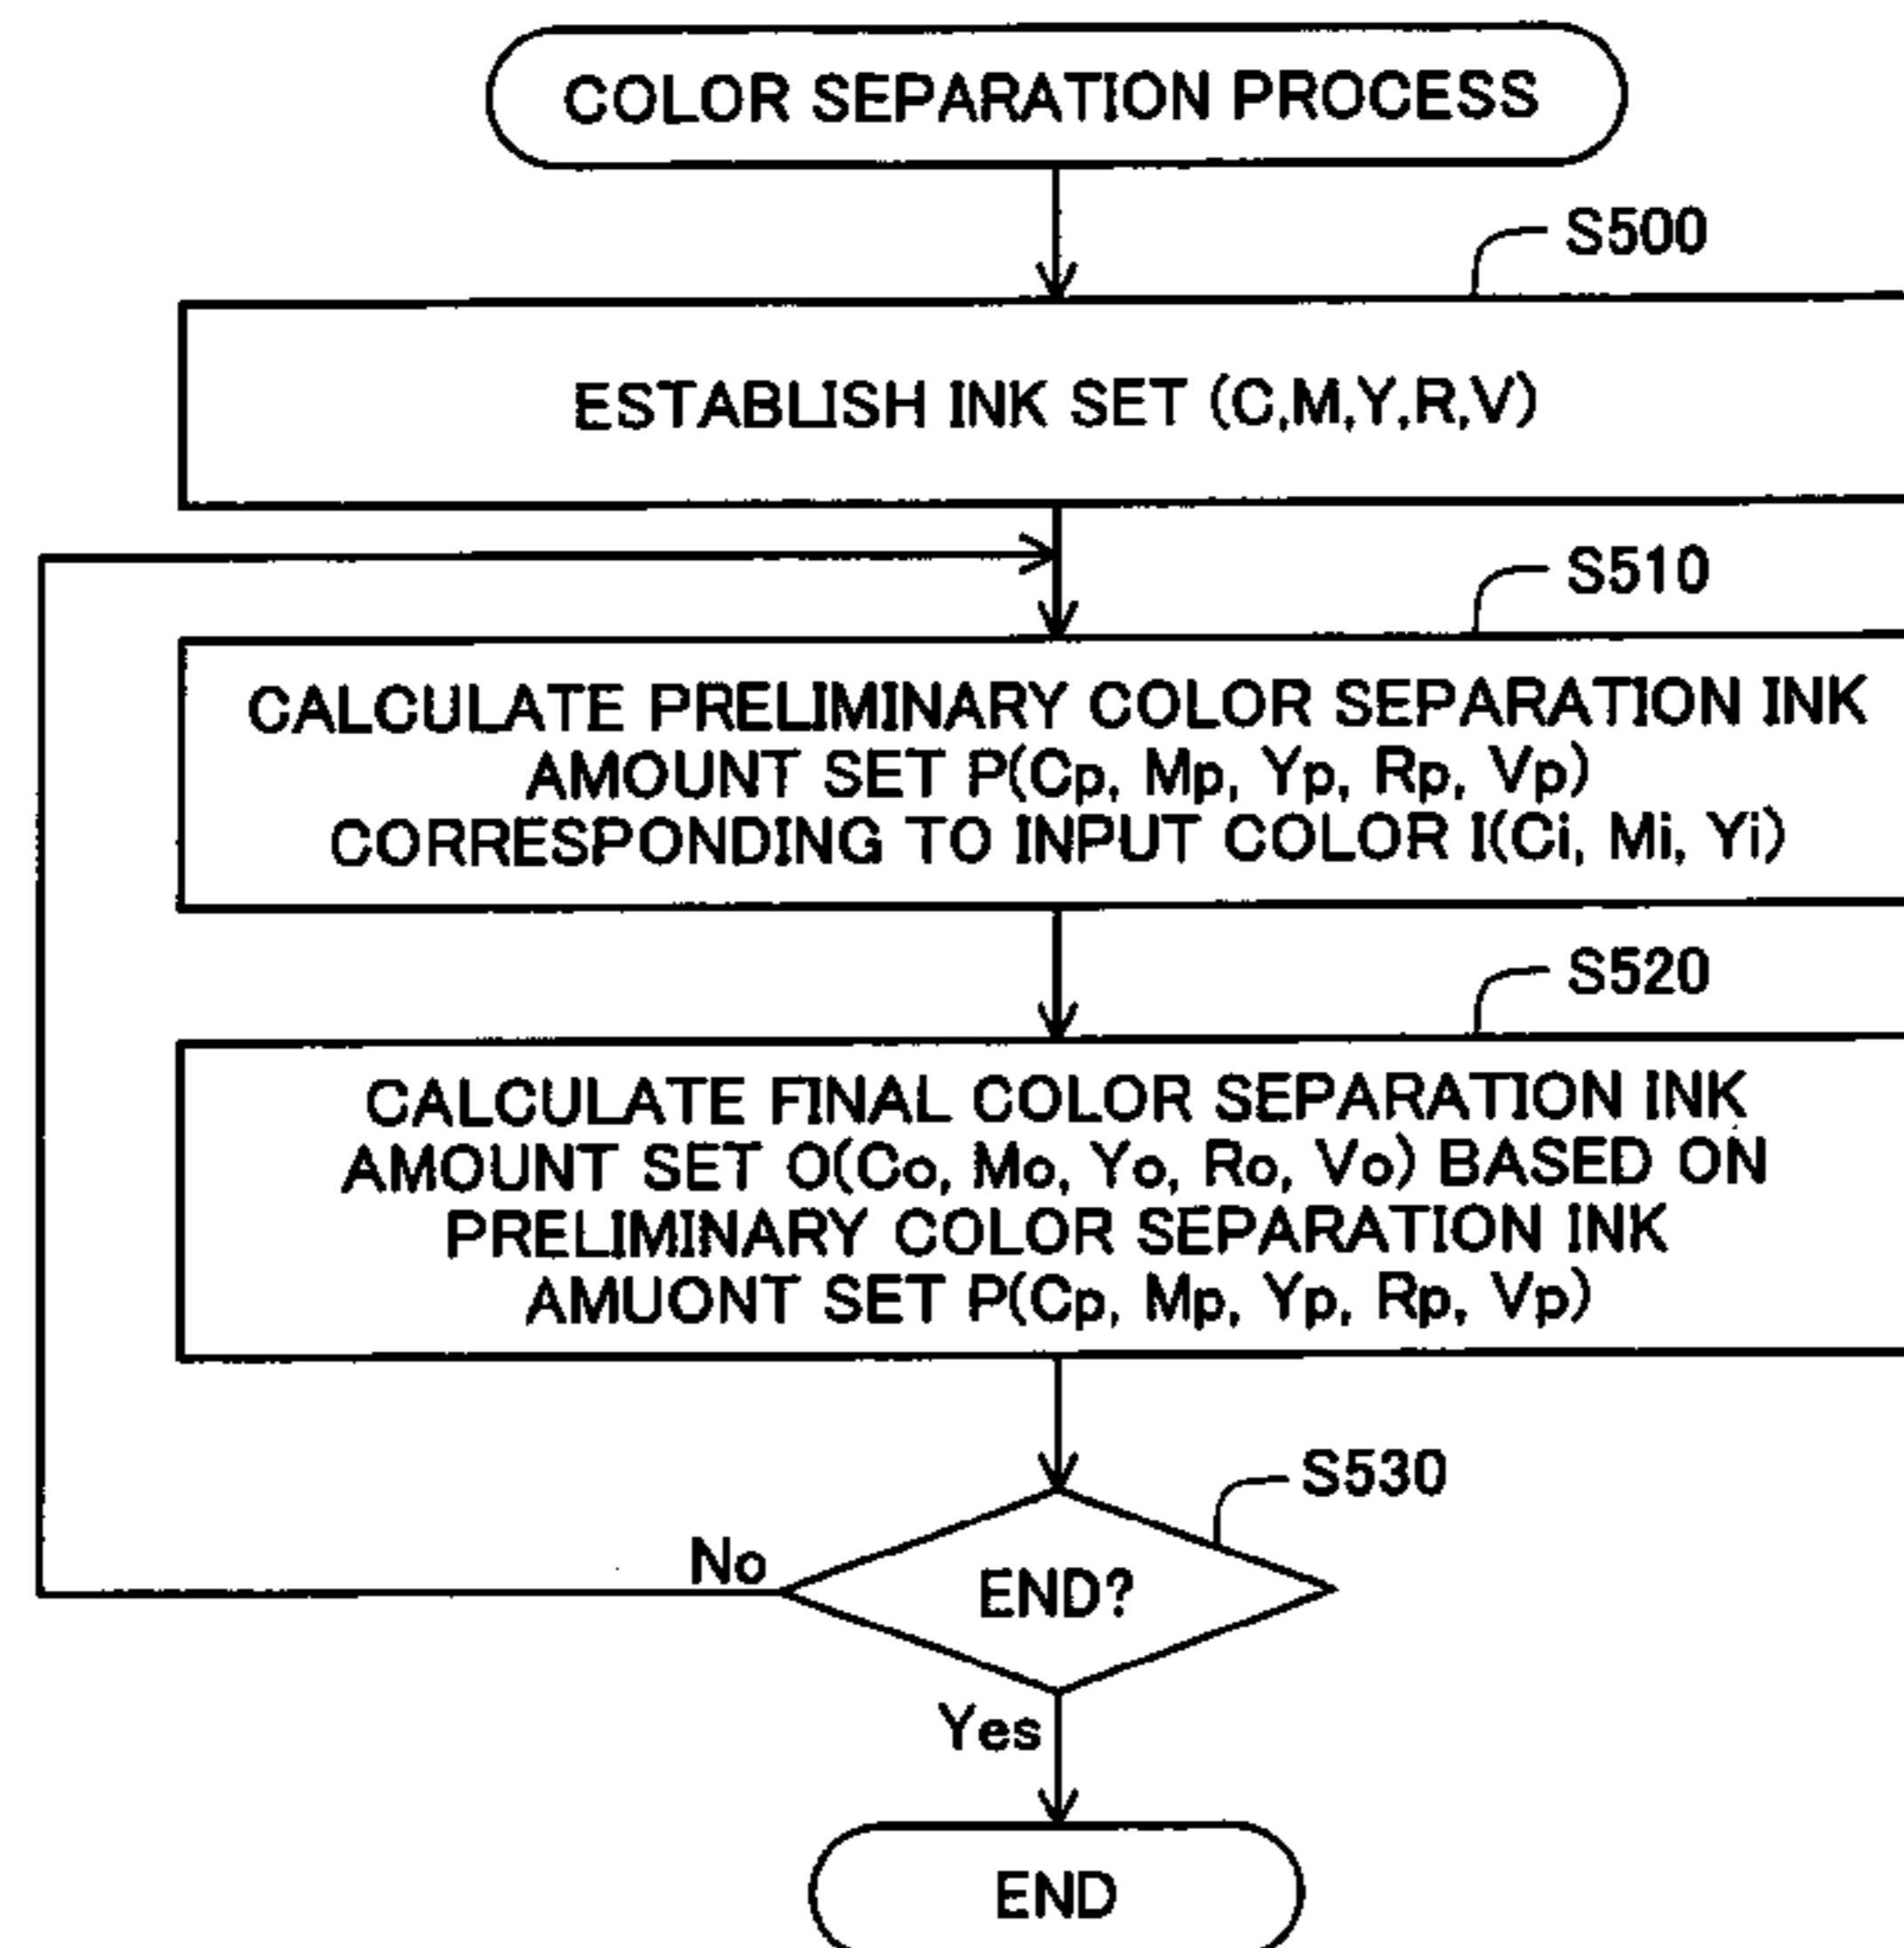 COLOR SEPARATION PROCESS
S500
ESTABLISH INK SET (C,M,Y,R,V)
S510
CALCULATE PRELIMINARY COLOR SEPARATION INK
AMOUNT SET P(Cp, Mp, Yp, Rp, Vp)
CORRESPONDING TO INPUT COLOR I(Ci, Mi, Yi)
S520
CALCULATE FINAL COLOR SEPARATION INK
AMOUNT SET O(Co, Mo, Yo, Ro, Vo) BASED ON
PRELIMINARY COLOR SEPARATION INK
AMUONT SET P(Cp, Mp, Yp, Rp, Vp)
S530
No
END?
Yes
END